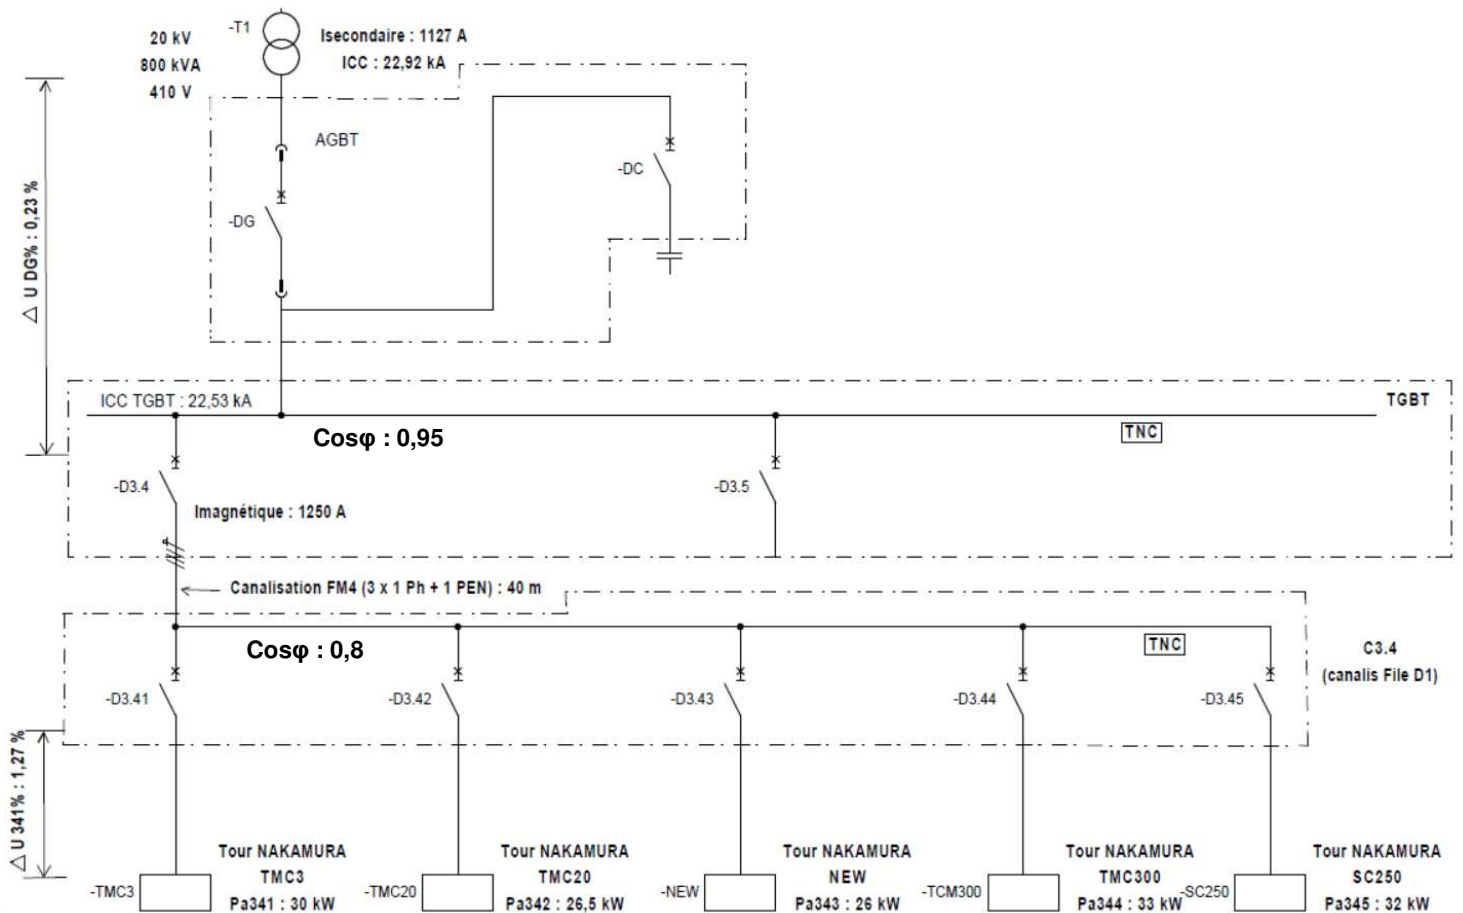 -T1
20 kV
800 kVA
410 V
Isecondaire : 1127 A
ICC : 22,92 kA
AGBT
-DG
-DC
△ U DG% : 0,23 %
ICC TGBT : 22,53 kA
TGBT
Cosφ : 0,95
TNC
-D3.4
-D3.5
Imagnétique : 1250 A
Canalisation FM4 (3 x 1 Ph + 1 PEN) : 40 m
Cosφ : 0,8
TNC
C3.4
(canalis File D1)
-D3.41
-D3.42
-D3.43
-D3.44
-D3.45
△ U 341% : 1,27 %
Tour NAKAMURA
TMC3
Pa341 : 30 kW
-TMC3
Tour NAKAMURA
TMC20
Pa342 : 26,5 kW
-TMC20
Tour NAKAMURA
NEW
Pa343 : 26 kW
-NEW
Tour NAKAMURA
TMC300
Pa344 : 33 kW
-TCM300
Tour NAKAMURA
SC250
Pa345 : 32 kW
-SC250